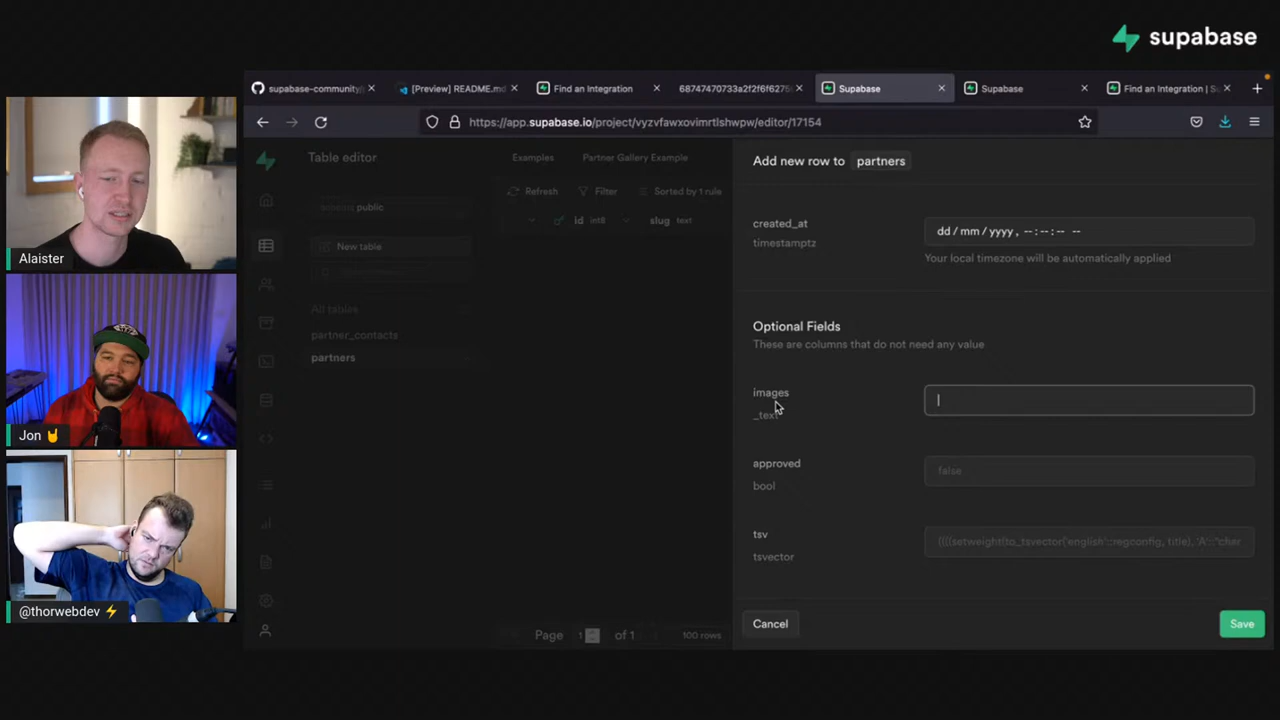 supabase
supabase-community/
[Preview] README.md
Find an Integration
68747470733a2f2f6f6275
Supabase
Supabase
Find an Integration | Su
https://app.supabase.io/project/vyzvfawxovimrtlshwpw/editor/17154
Table editor
Examples
Partner Gallery Example
Add new row to partners
Refresh
Filter
Sorted by 1 rule
schema public
id int8
slug text
New table
All tables
partner_contacts
partners
created_at
timestamptz
dd / mm / yyyy , -- : -- : -- --
Your local timezone will be automatically applied
Optional Fields
These are columns that do not need any value
images
_text
approved
bool
false
tsv
tsvector
((((setweight(to_tsvector('english'::regconfig, title), 'A'::"char
Page 1 of 1
100 rows
Cancel
Save
Alaister
Jon 🤘
@thorwebdev ⚡